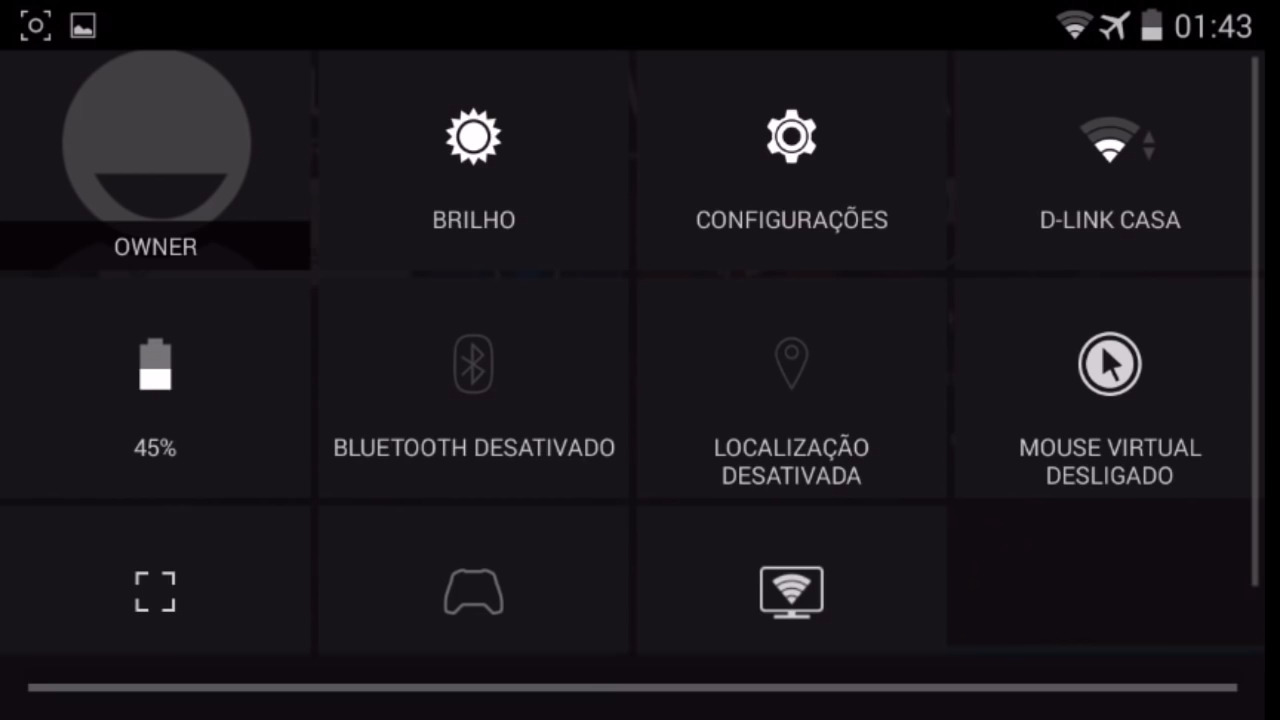 01:43
OWNER
BRILHO
CONFIGURAÇÕES
D-LINK CASA
45%
BLUETOOTH DESATIVADO
LOCALIZAÇÃO
DESATIVADA
MOUSE VIRTUAL
DESLIGADO